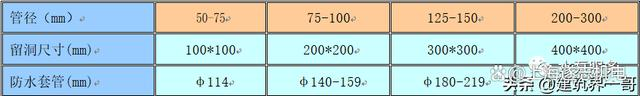 管径（mm） 50-75 75-100 125-150 200-300
留洞尺寸(mm) 100*100 200*200 300*300 400*400
防水套管(mm) φ114 φ140-159 φ180-219
头条 @建筑界一哥